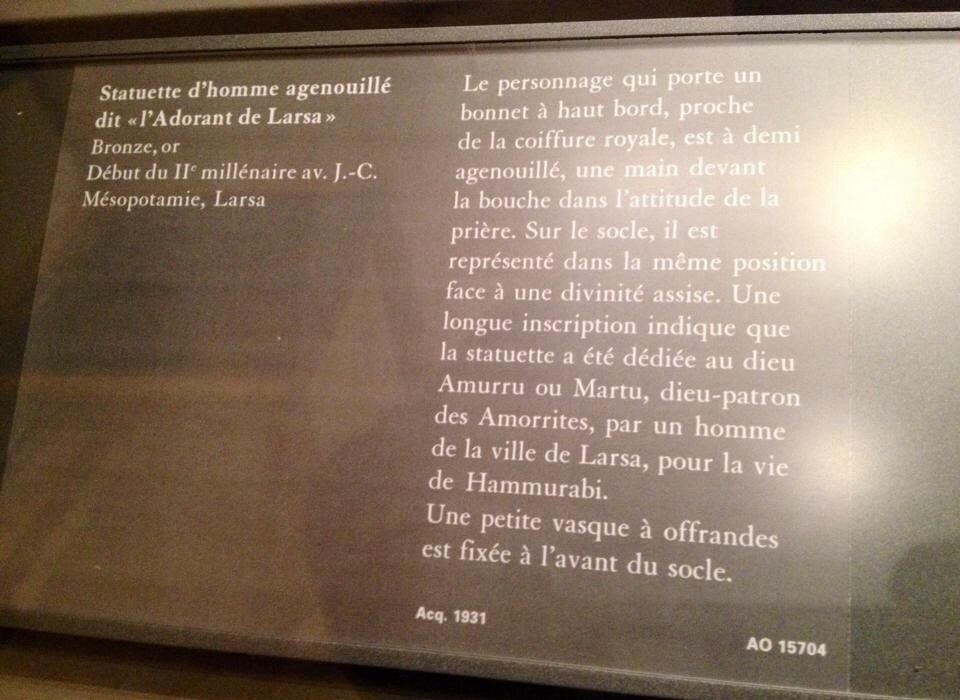 Statuette d'homme agenouillé
dit «l'Adorant de Larsa»
Bronze, or
Début du IIe millénaire av. J.-C.
Mésopotamie, Larsa
Le personnage qui porte un
bonnet à haut bord, proche
de la coiffure royale, est à demi
agenouillé, une main devant
la bouche dans l'attitude de la
prière. Sur le socle, il est
représenté dans la même position
face à une divinité assise. Une
longue inscription indique que
la statuette a été dédiée au dieu
Amurru ou Martu, dieu-patron
des Amorrites, par un homme
de la ville de Larsa, pour la vie
de Hammurabi.
Une petite vasque à offrandes
est fixée à l'avant du socle.
Acq. 1931
AO 15704